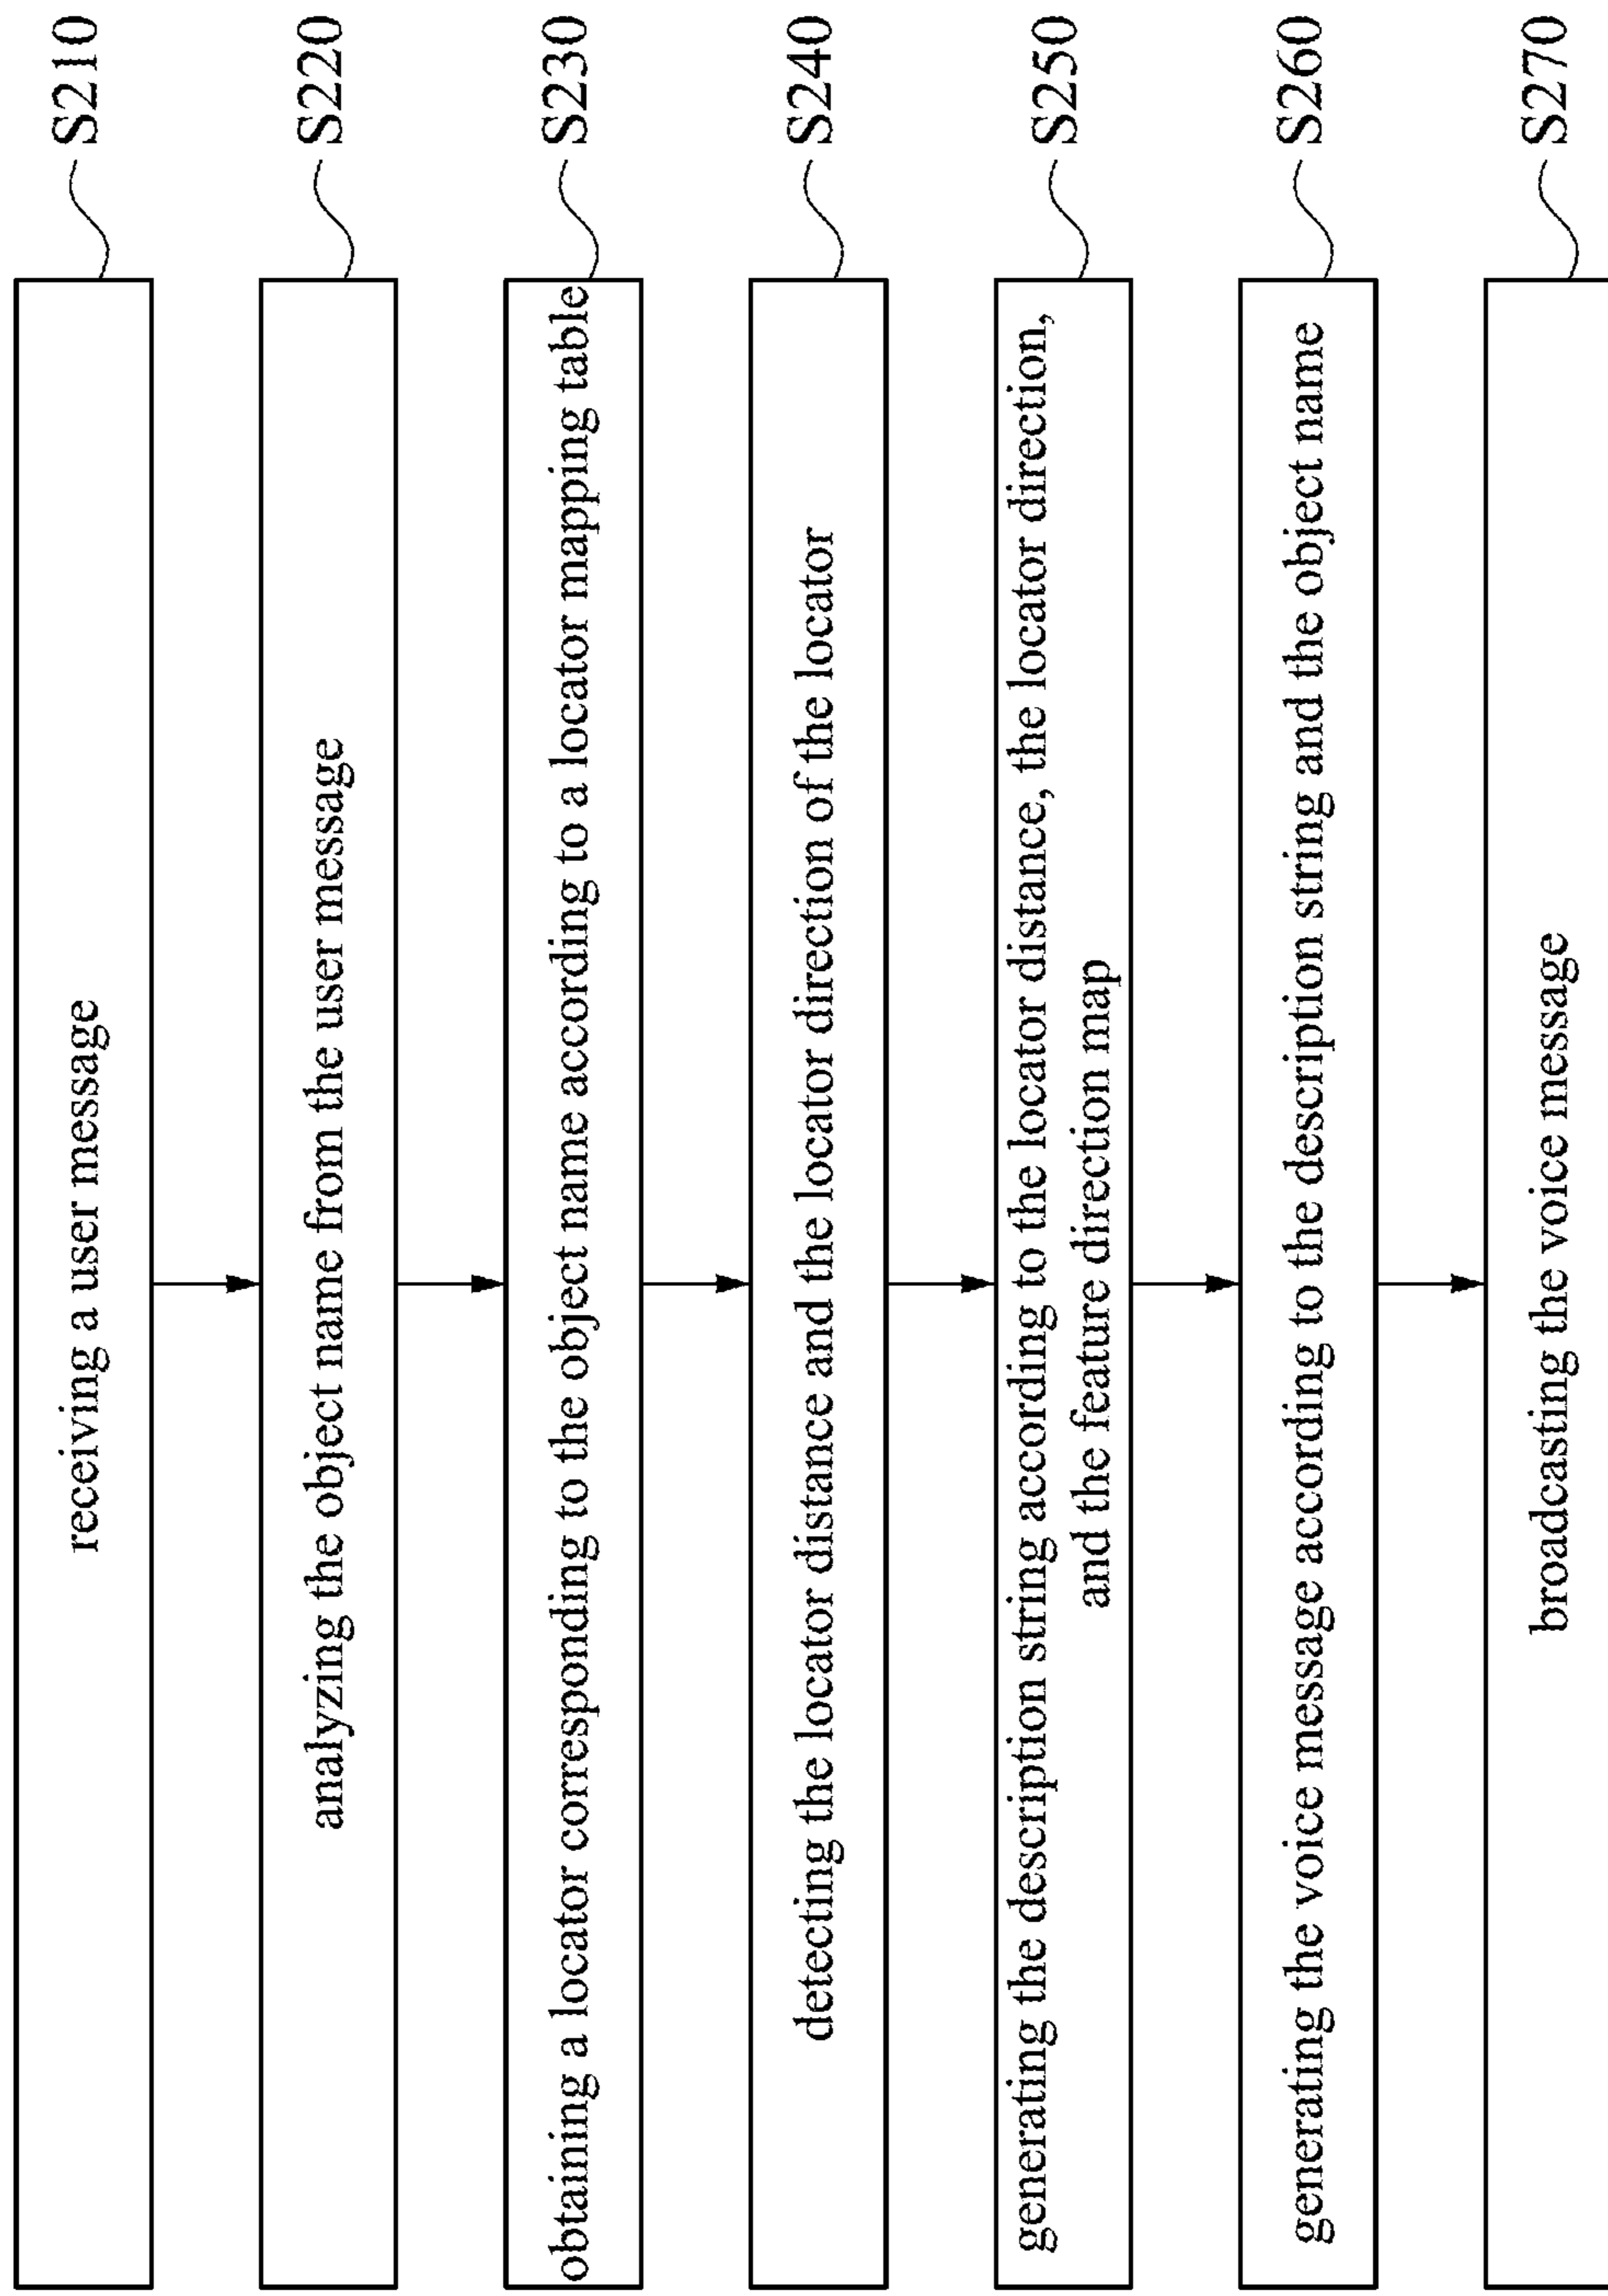 receiving a user message
S210
analyzing the object name from the user message
S220
obtaining a locator corresponding to the object name according to a locator mapping table
S230
detecting the locator distance and the locator direction of the locator
S240
generating the description string according to the locator distance, the locator direction,
and the feature direction map
S250
generating the voice message according to the description string and the object name
S260
broadcasting the voice message
S270